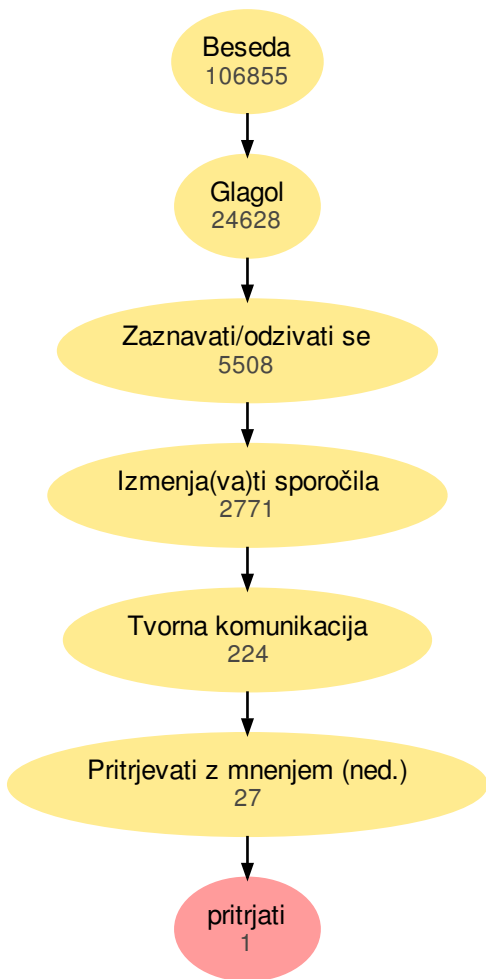 Beseda
106855
Glagol
24628
Zaznavati/odzivati se
5508
Izmenja(va)ti sporočila
2771
Tvorna komunikacija
224
Pritrjevati z mnenjem (ned.)
27
pritrjati
1